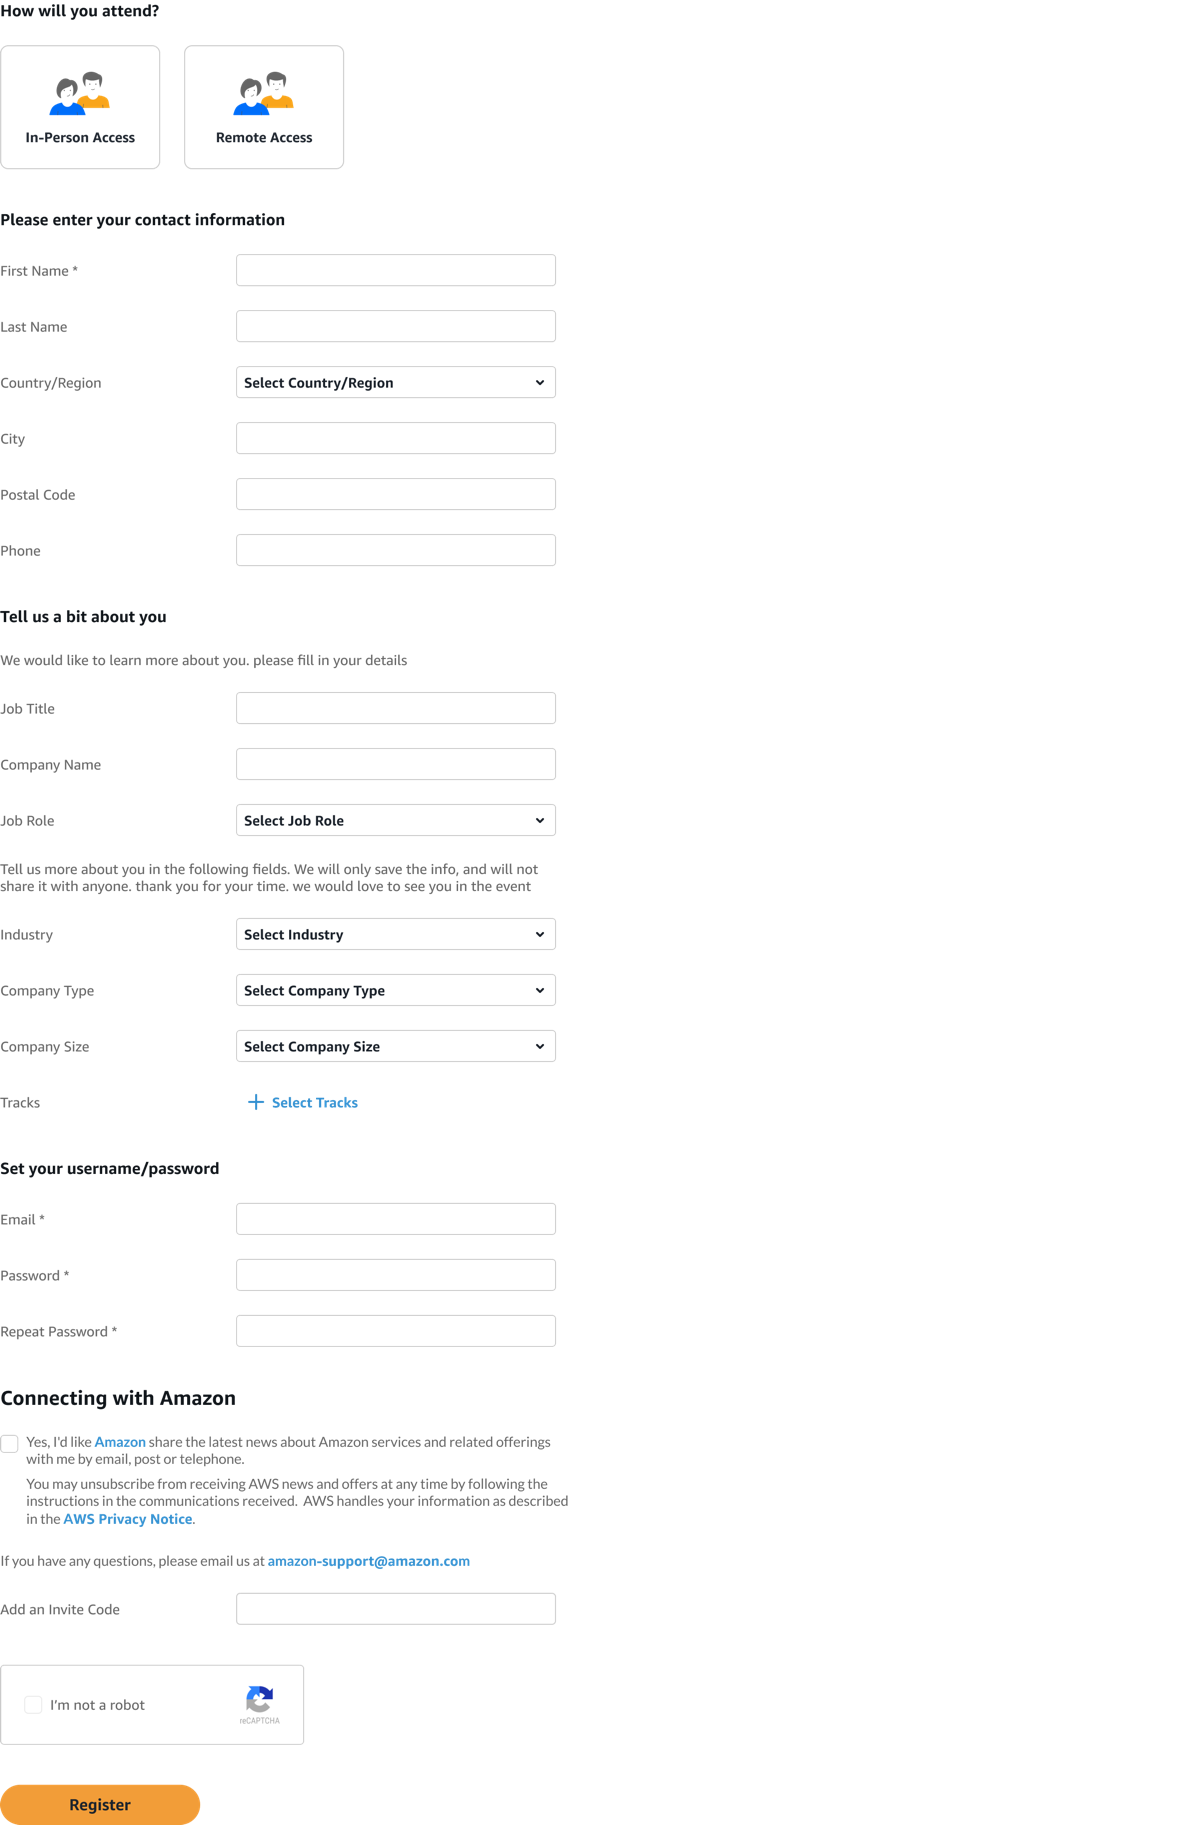 How will you attend?
In-Person Access
Remote Access
Please enter your contact information
First Name *
Last Name
Country/Region
Select Country/Region
City
Postal Code
Phone
Tell us a bit about you
We would like to learn more about you. please fill in your details
Job Title
Company Name
Job Role
Select Job Role
Tell us more about you in the following fields. We will only save the info, and will not
share it with anyone. thank you for your time. we would love to see you in the event
Industry
Select Industry
Company Type
Select Company Type
Company Size
Select Company Size
Tracks
Select Tracks
Set your username/password
Email *
Password *
Repeat Password *
Connecting with Amazon
Yes, I'd like Amazon share the latest news about Amazon services and related offerings
with me by email, post or telephone.
You may unsubscribe from receiving AWS news and offers at any time by following the
instructions in the communications received.  AWS handles your information as described
in the AWS Privacy Notice.
If you have any questions, please email us at amazon-support@amazon.com
Add an Invite Code
I'm not a robot
reCAPTCHA
Register